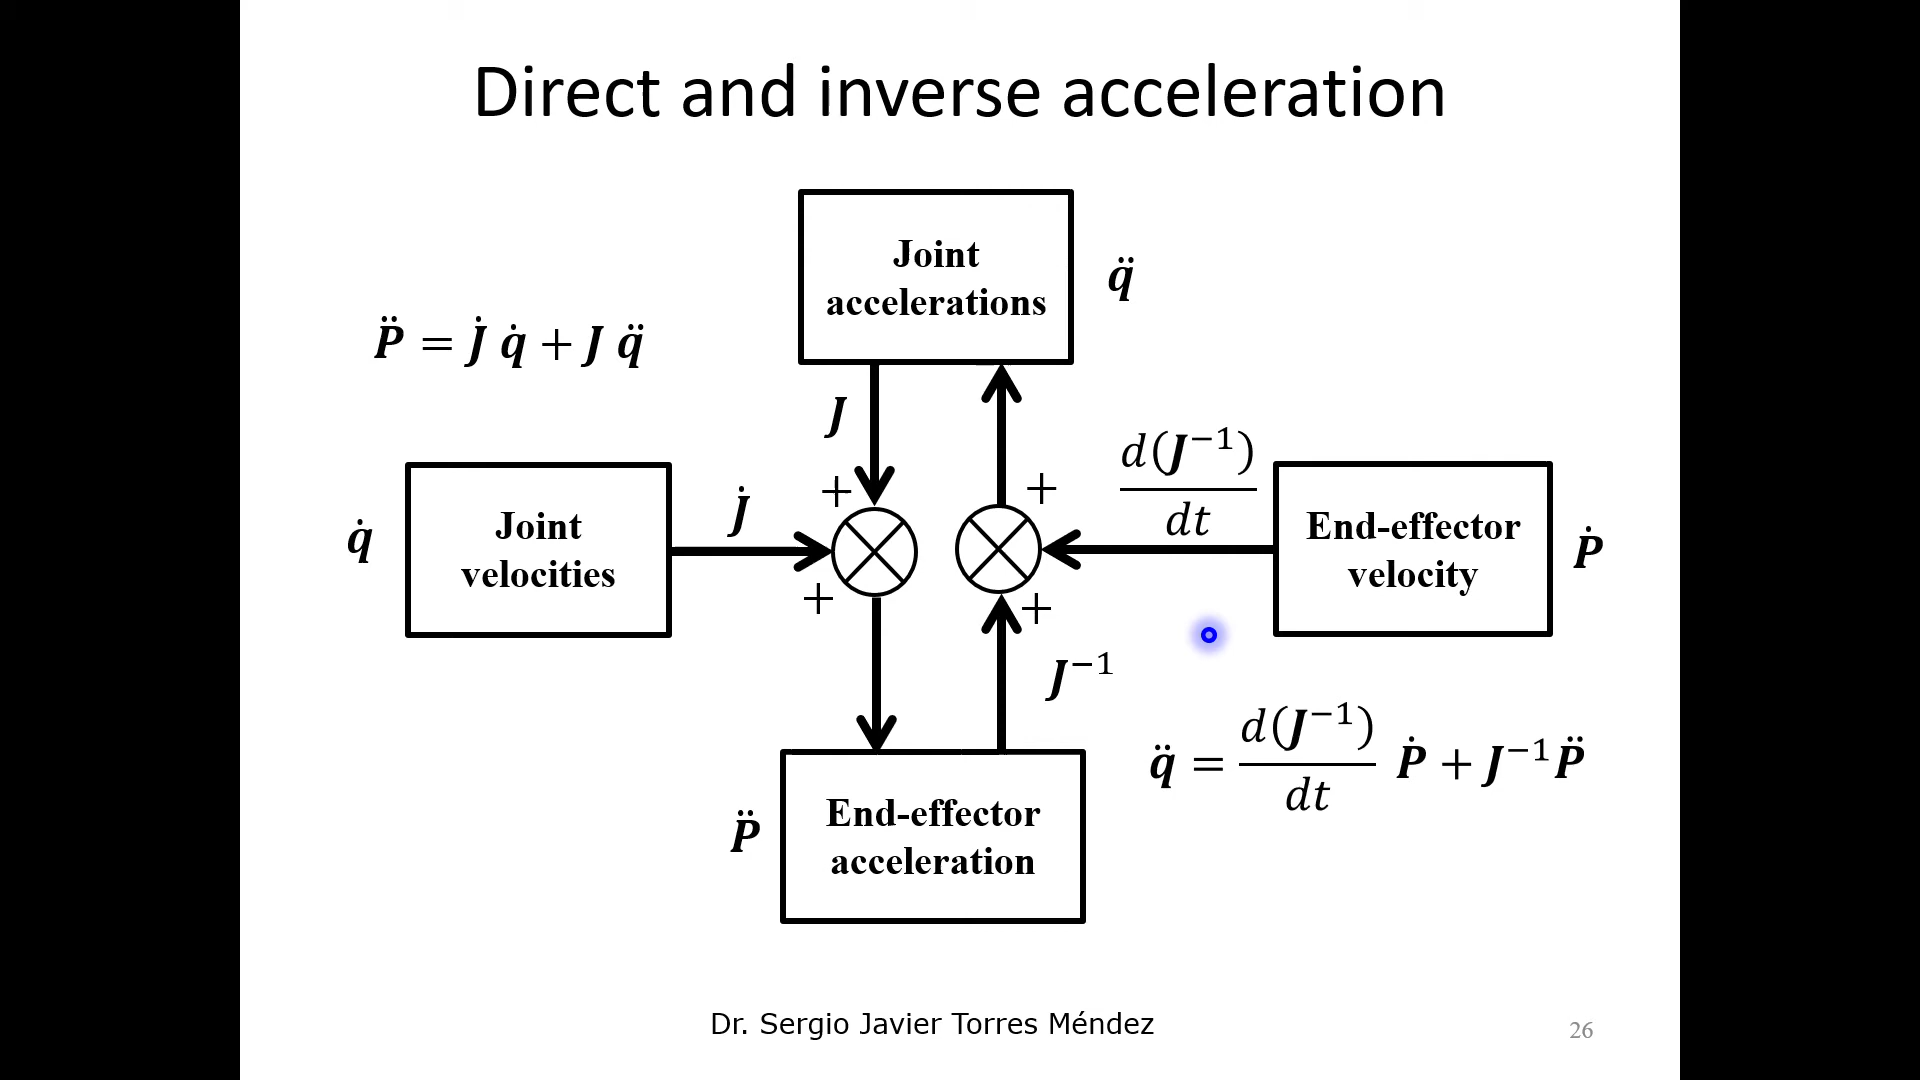 Direct and inverse acceleration
Joint
accelerations
q̈
P̈ = J̇ q̇ + J q̈
J
+
+
d(J⁻¹)
dt
q̇
Joint
velocities
J̇
End-effector
velocity
Ṗ
+
+
J⁻¹
q̈ = d(J⁻¹)/dt Ṗ + J⁻¹P̈
P̈
End-effector
acceleration
Dr. Sergio Javier Torres Méndez
26